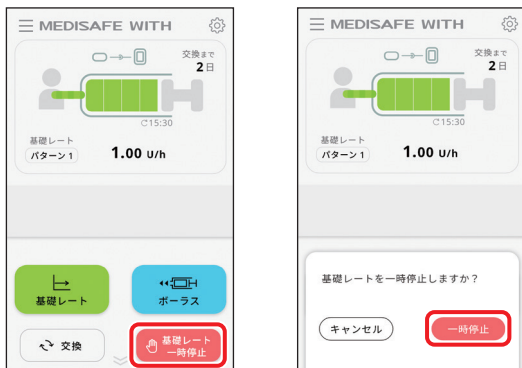 MEDISAFE WITH
交換まで
2日
15:30
基礎レート
パターン 1
1.00 U/h
基礎レート
ボーラス
交換
基礎レート
一時停止
MEDISAFE WITH
交換まで
2日
15:30
基礎レート
パターン 1
1.00 U/h
基礎レートを一時停止しますか？
キャンセル
一時停止